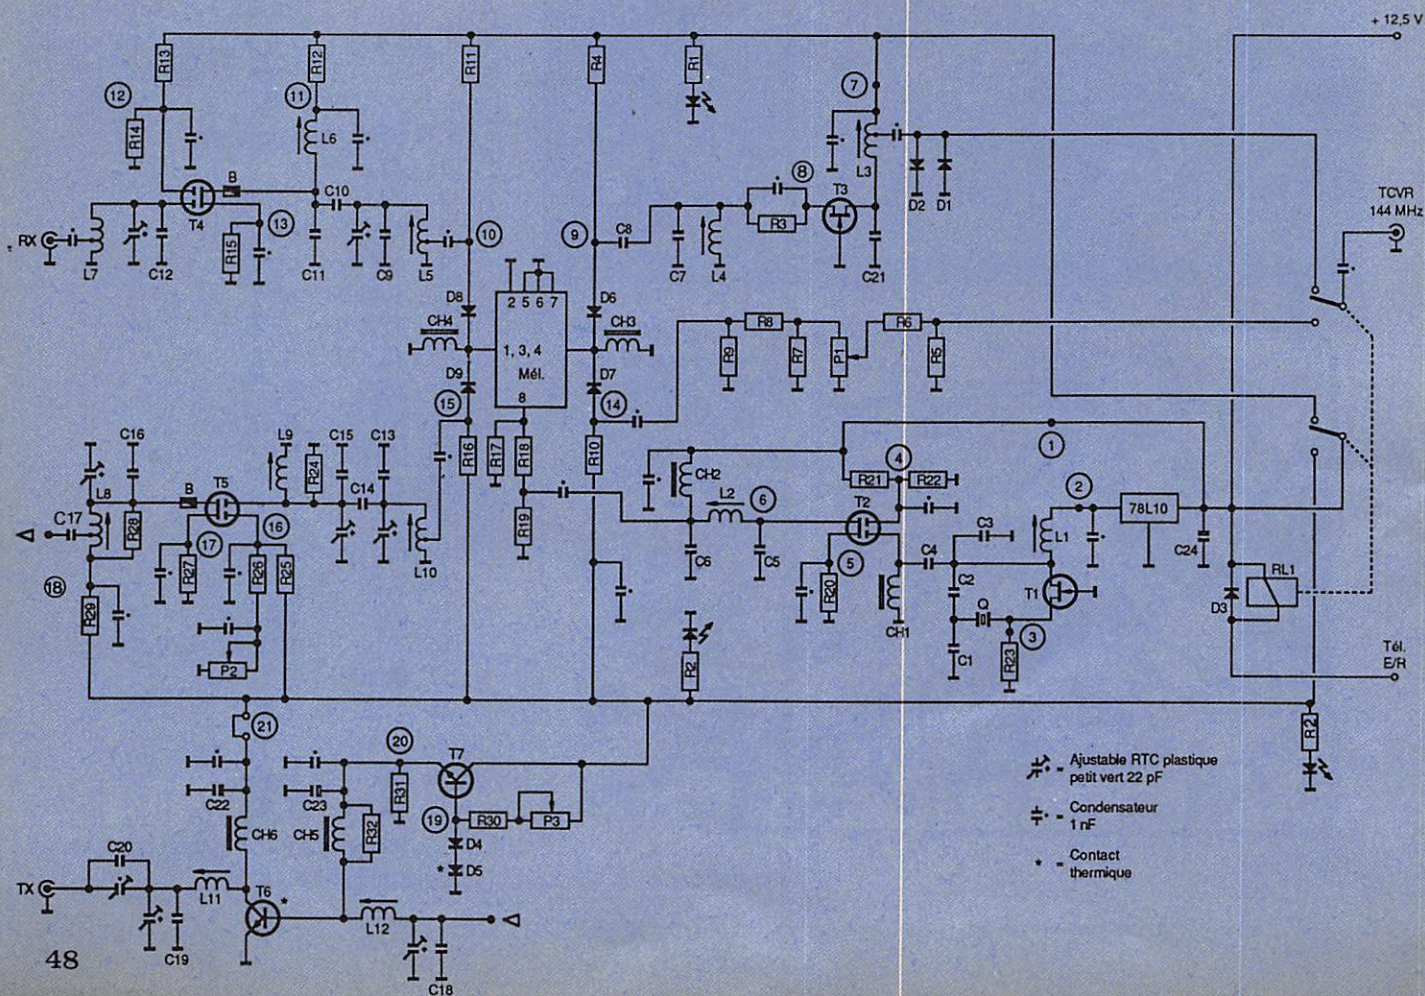 + 12,5 V
R13
R12
R11
R4
R1
12
11
7
R14
L6
L3
B
C10
8
T3
D2
D1
TCVR
144 MHz
RX
T4
R15
13
10
9
C8
R3
L7
C12
C11
C9
L5
C7
L4
C21
2 5 6 7
D8
D6
CH4
CH3
R8
R6
1, 3, 4
Mél.
R9
R7
P1
R5
D9
D7
8
15
14
C16
L9
C15
C13
1
R24
R16
R17
R18
R10
CH2
R21
4
R22
L8
B
T5
C14
L2
6
T2
2
78L10
C17
R28
16
R19
C3
L1
C24
17
L10
C6
C5
5
C4
18
R27
R26
R25
R20
C2
T1
RL1
D3
R29
CH1
Q
3
P2
R2
C1
R23
Tél.
E/R
21
20
T7
R2
C22
C23
R31
Ajustable RTC plastique
petit vert 22 pF
CH6
CH5
R32
19
R30
P3
Condensateur
1 nF
D4
C20
* D5
* = Contact
thermique
TX
L11
T6
*
L12
C19
C18
48